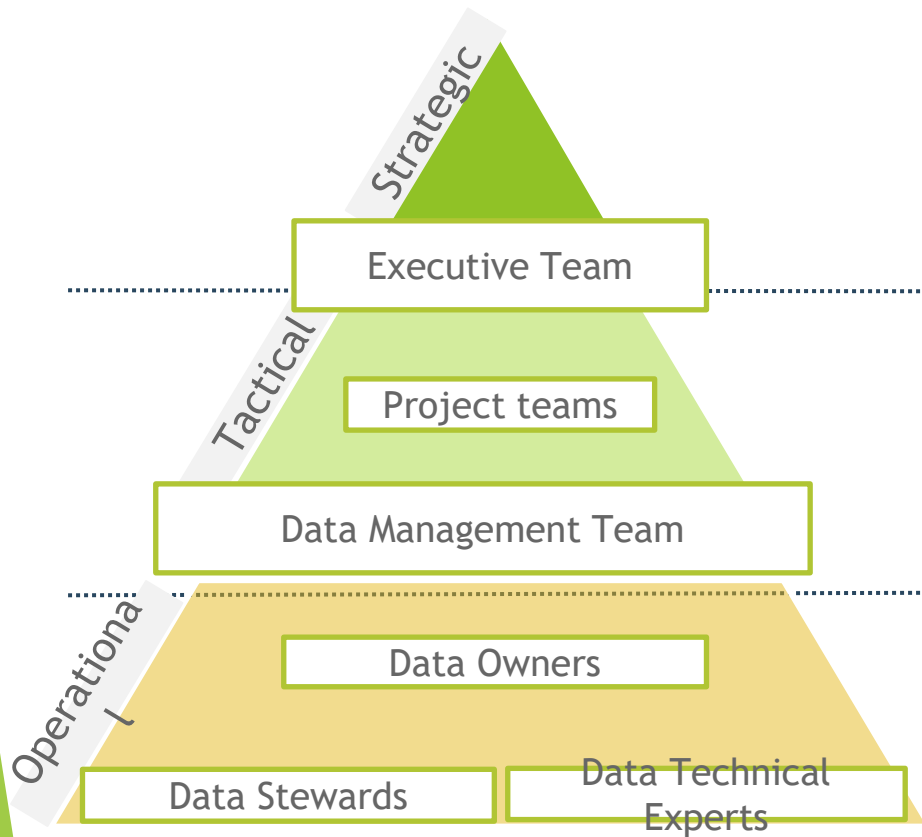 Strategic
Executive Team
Tactical
Project teams
Data Management Team
Operationa
l
Data Owners
Data Stewards
Data Technical
Experts